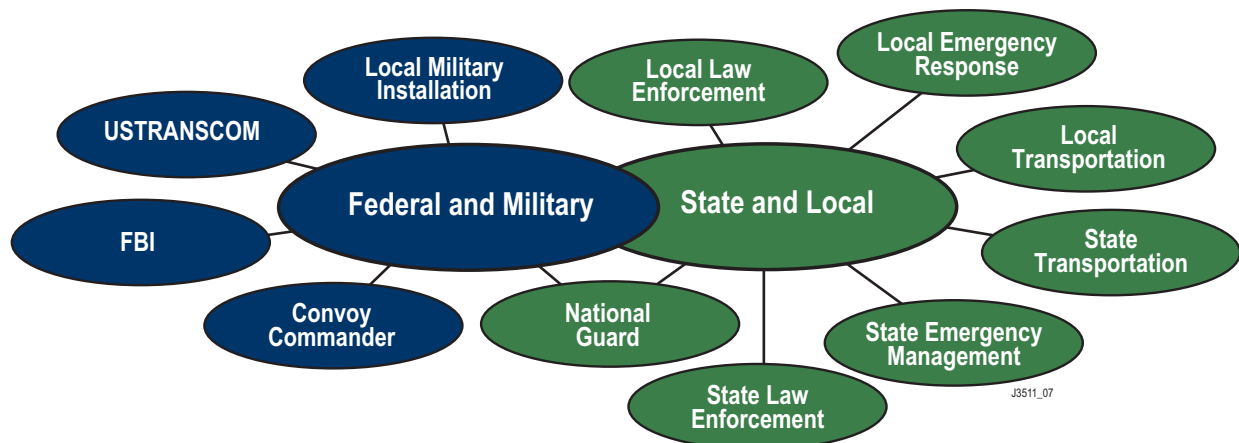 Local Military
Installation
Local Law
Enforcement
Local Emergency
Response
USTRANSCOM
Local
Transportation
Federal and Military
State and Local
FBI
State
Transportation
Convoy
Commander
National
Guard
State Emergency
Management
State Law
Enforcement
J3511_07